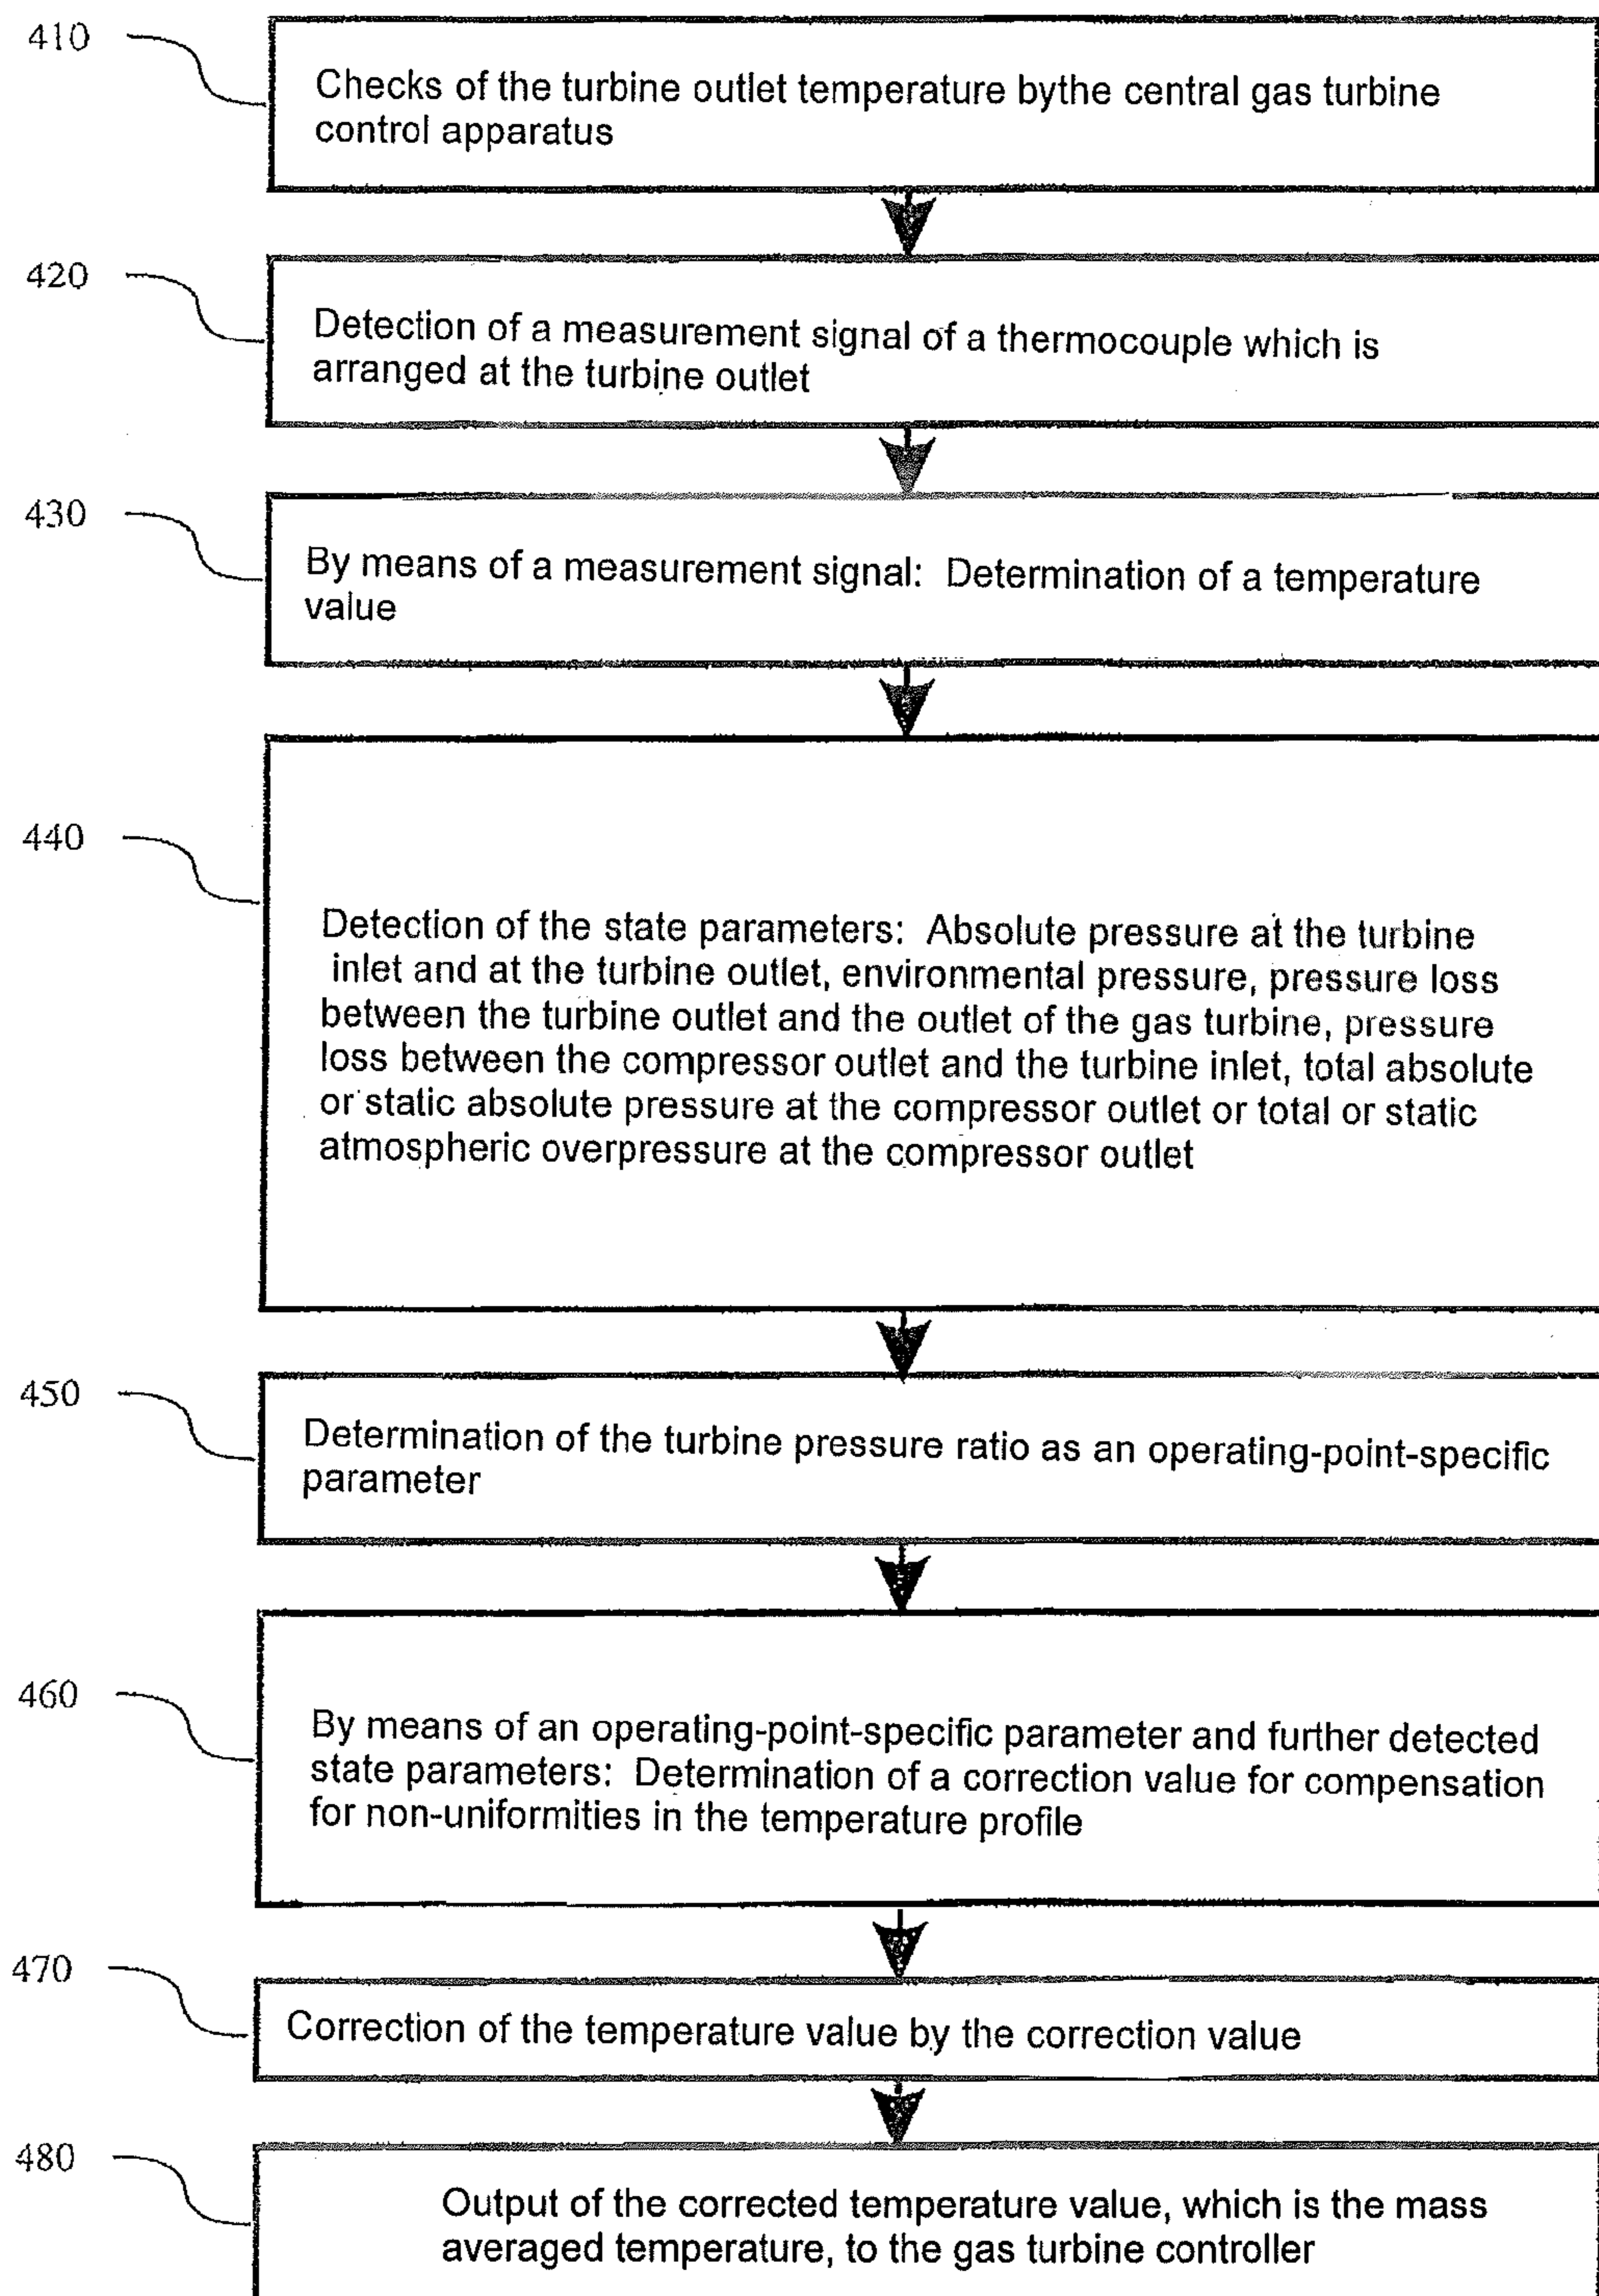 410
Checks of the turbine outlet temperature bythe central gas turbine
control apparatus
420
Detection of a measurement signal of a thermocouple which is
arranged at the turbine outlet
430
By means of a measurement signal: Determination of a temperature
value
440
Detection of the state parameters: Absolute pressure at the turbine
inlet and at the turbine outlet, environmental pressure, pressure loss
between the turbine outlet and the outlet of the gas turbine, pressure
loss between the compressor outlet and the turbine inlet, total absolute
or static absolute pressure at the compressor outlet or total or static
atmospheric overpressure at the compressor outlet
450
Determination of the turbine pressure ratio as an operating-point-specific
parameter
460
By means of an operating-point-specific parameter and further detected
state parameters: Determination of a correction value for compensation
for non-uniformities in the temperature profile
470
Correction of the temperature value by the correction value
480
Output of the corrected temperature value, which is the mass
averaged temperature, to the gas turbine controller